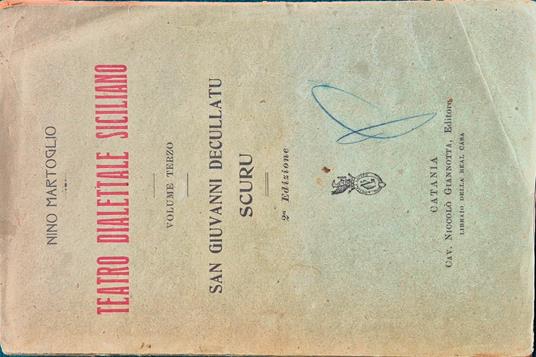 NINO MARTOGLIO
TEATRO DIALETTALE SICILIANO
VOLUME TERZO
SAN GIUVANNI DECULLATU
SCURU
2ª Edizione
CATANIA
Cav. Niccolò Giannotta, Editore
LIBRAIO DELLA REAL CASA